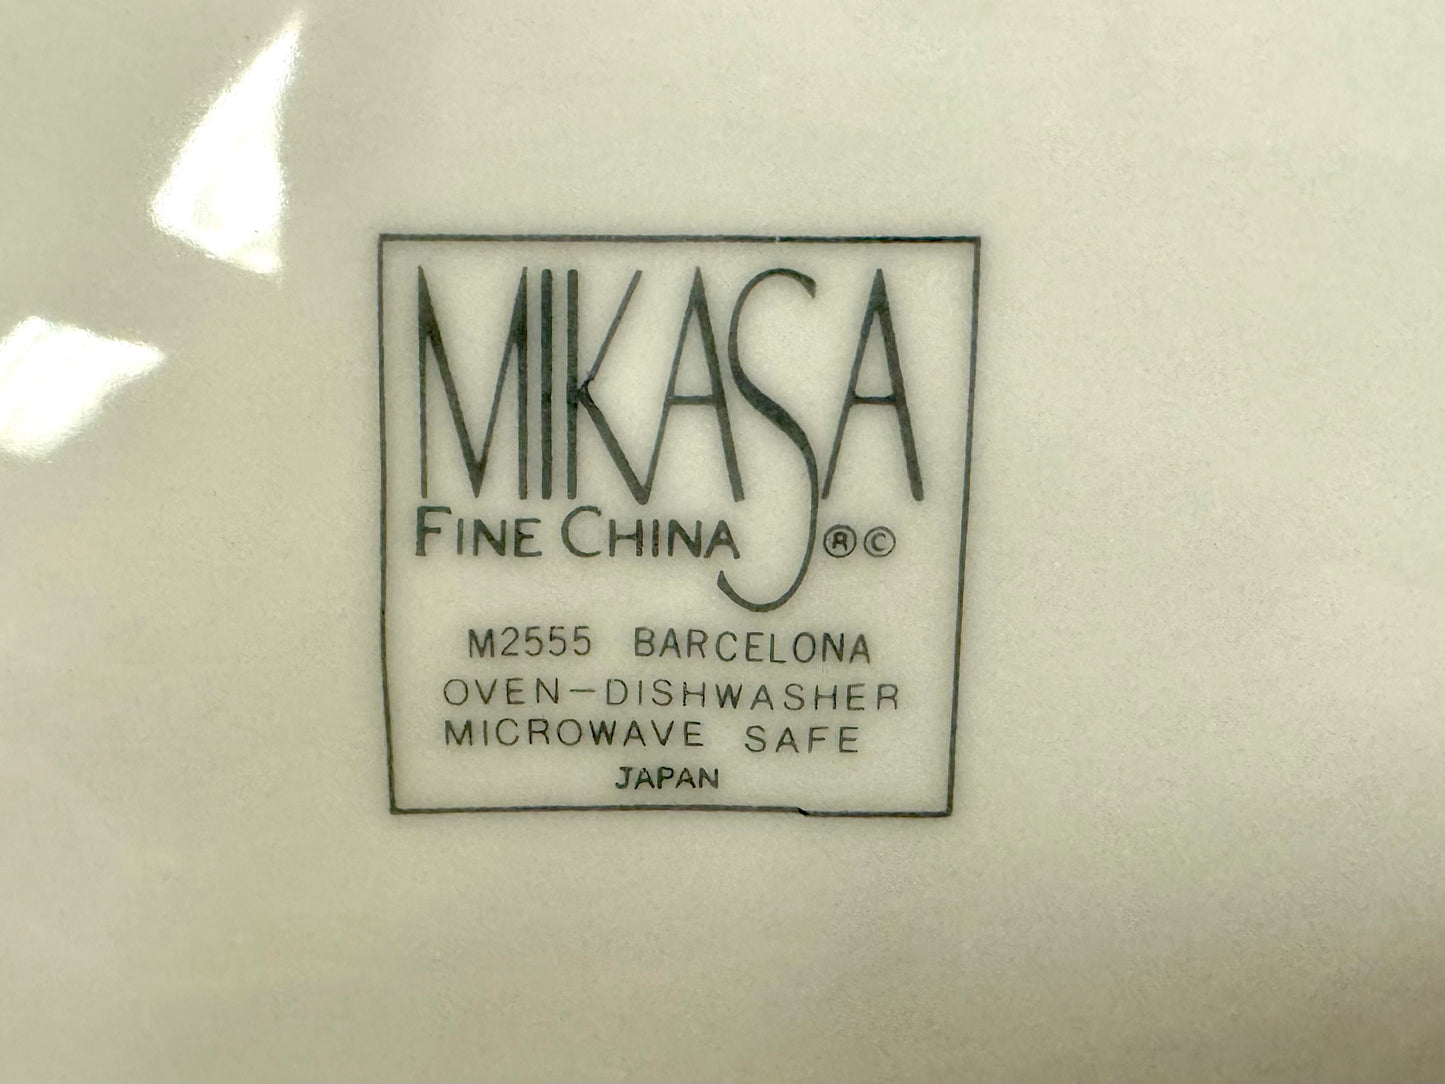 MIKASA
FINE CHINA ®©
M2555 BARCELONA
OVEN-DISHWASHER
MICROWAVE SAFE
JAPAN